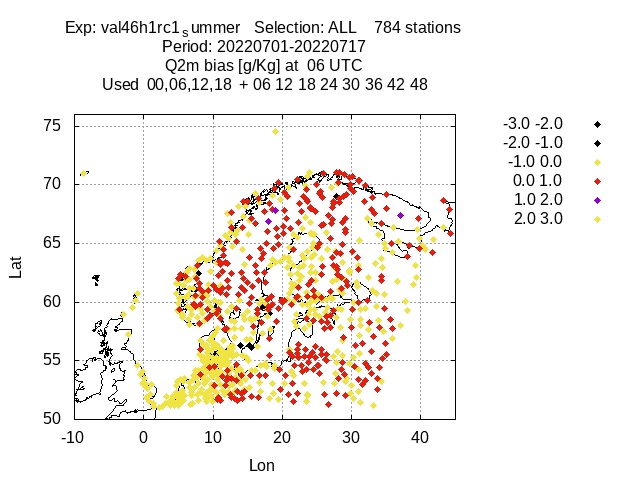 Exp: val46h1rc1summer Selection: ALL 784 stations
Period: 20220701-20220717
Q2m bias [g/Kg] at 06 UTC
Used 00,06,12,18 + 06 12 18 24 30 36 42 48
-3.0 -2.0
-2.0 -1.0
-1.0 0.0
0.0 1.0
1.0 2.0
2.0 3.0
75
70
65
60
55
50
Lat
-10 0 10 20 30 40
Lon